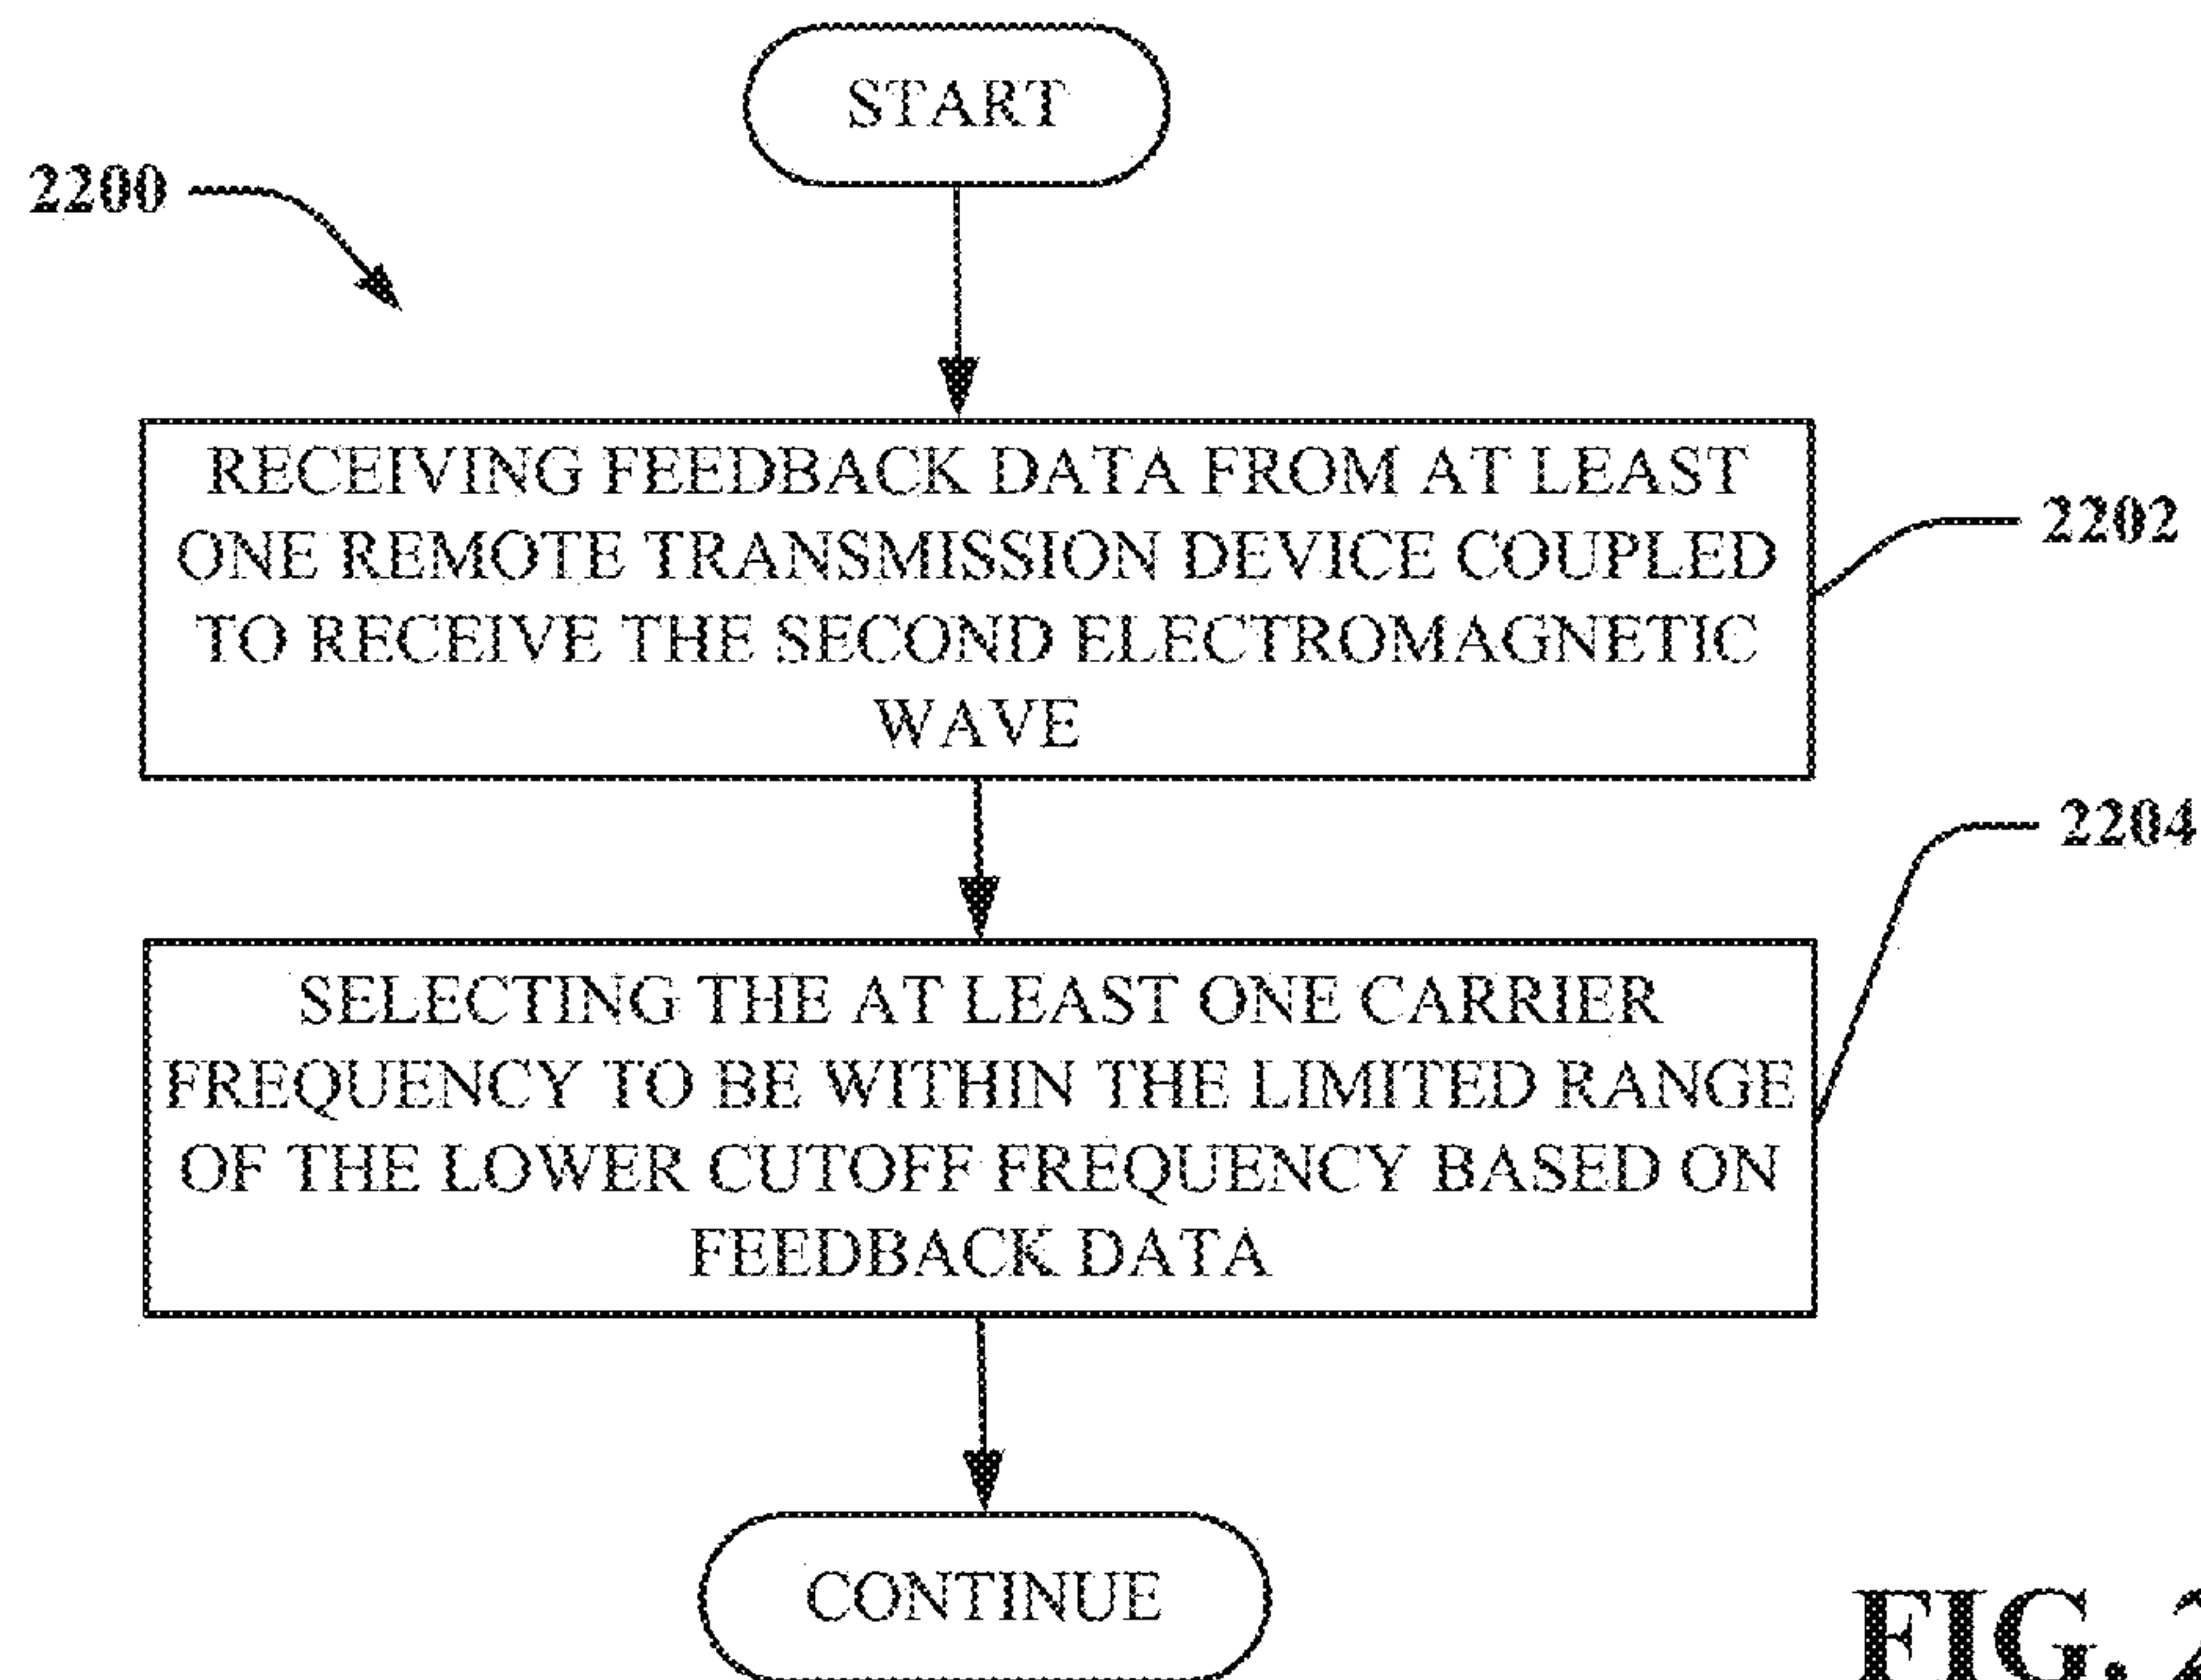 START
2200
RECEIVING FEEDBACK DATA FROM AT LEAST
ONE REMOTE TRANSMISSION DEVICE COUPLED
TO RECEIVE THE SECOND ELECTROMAGNETIC
WAVE
2202
2204
SELECTING THE AT LEAST ONE CARRIER
FREQUENCY TO BE WITHIN THE LIMITED RANGE
OF THE LOWER CUTOFF FREQUENCY BASED ON
FEEDBACK DATA
CONTINUE
FIG.